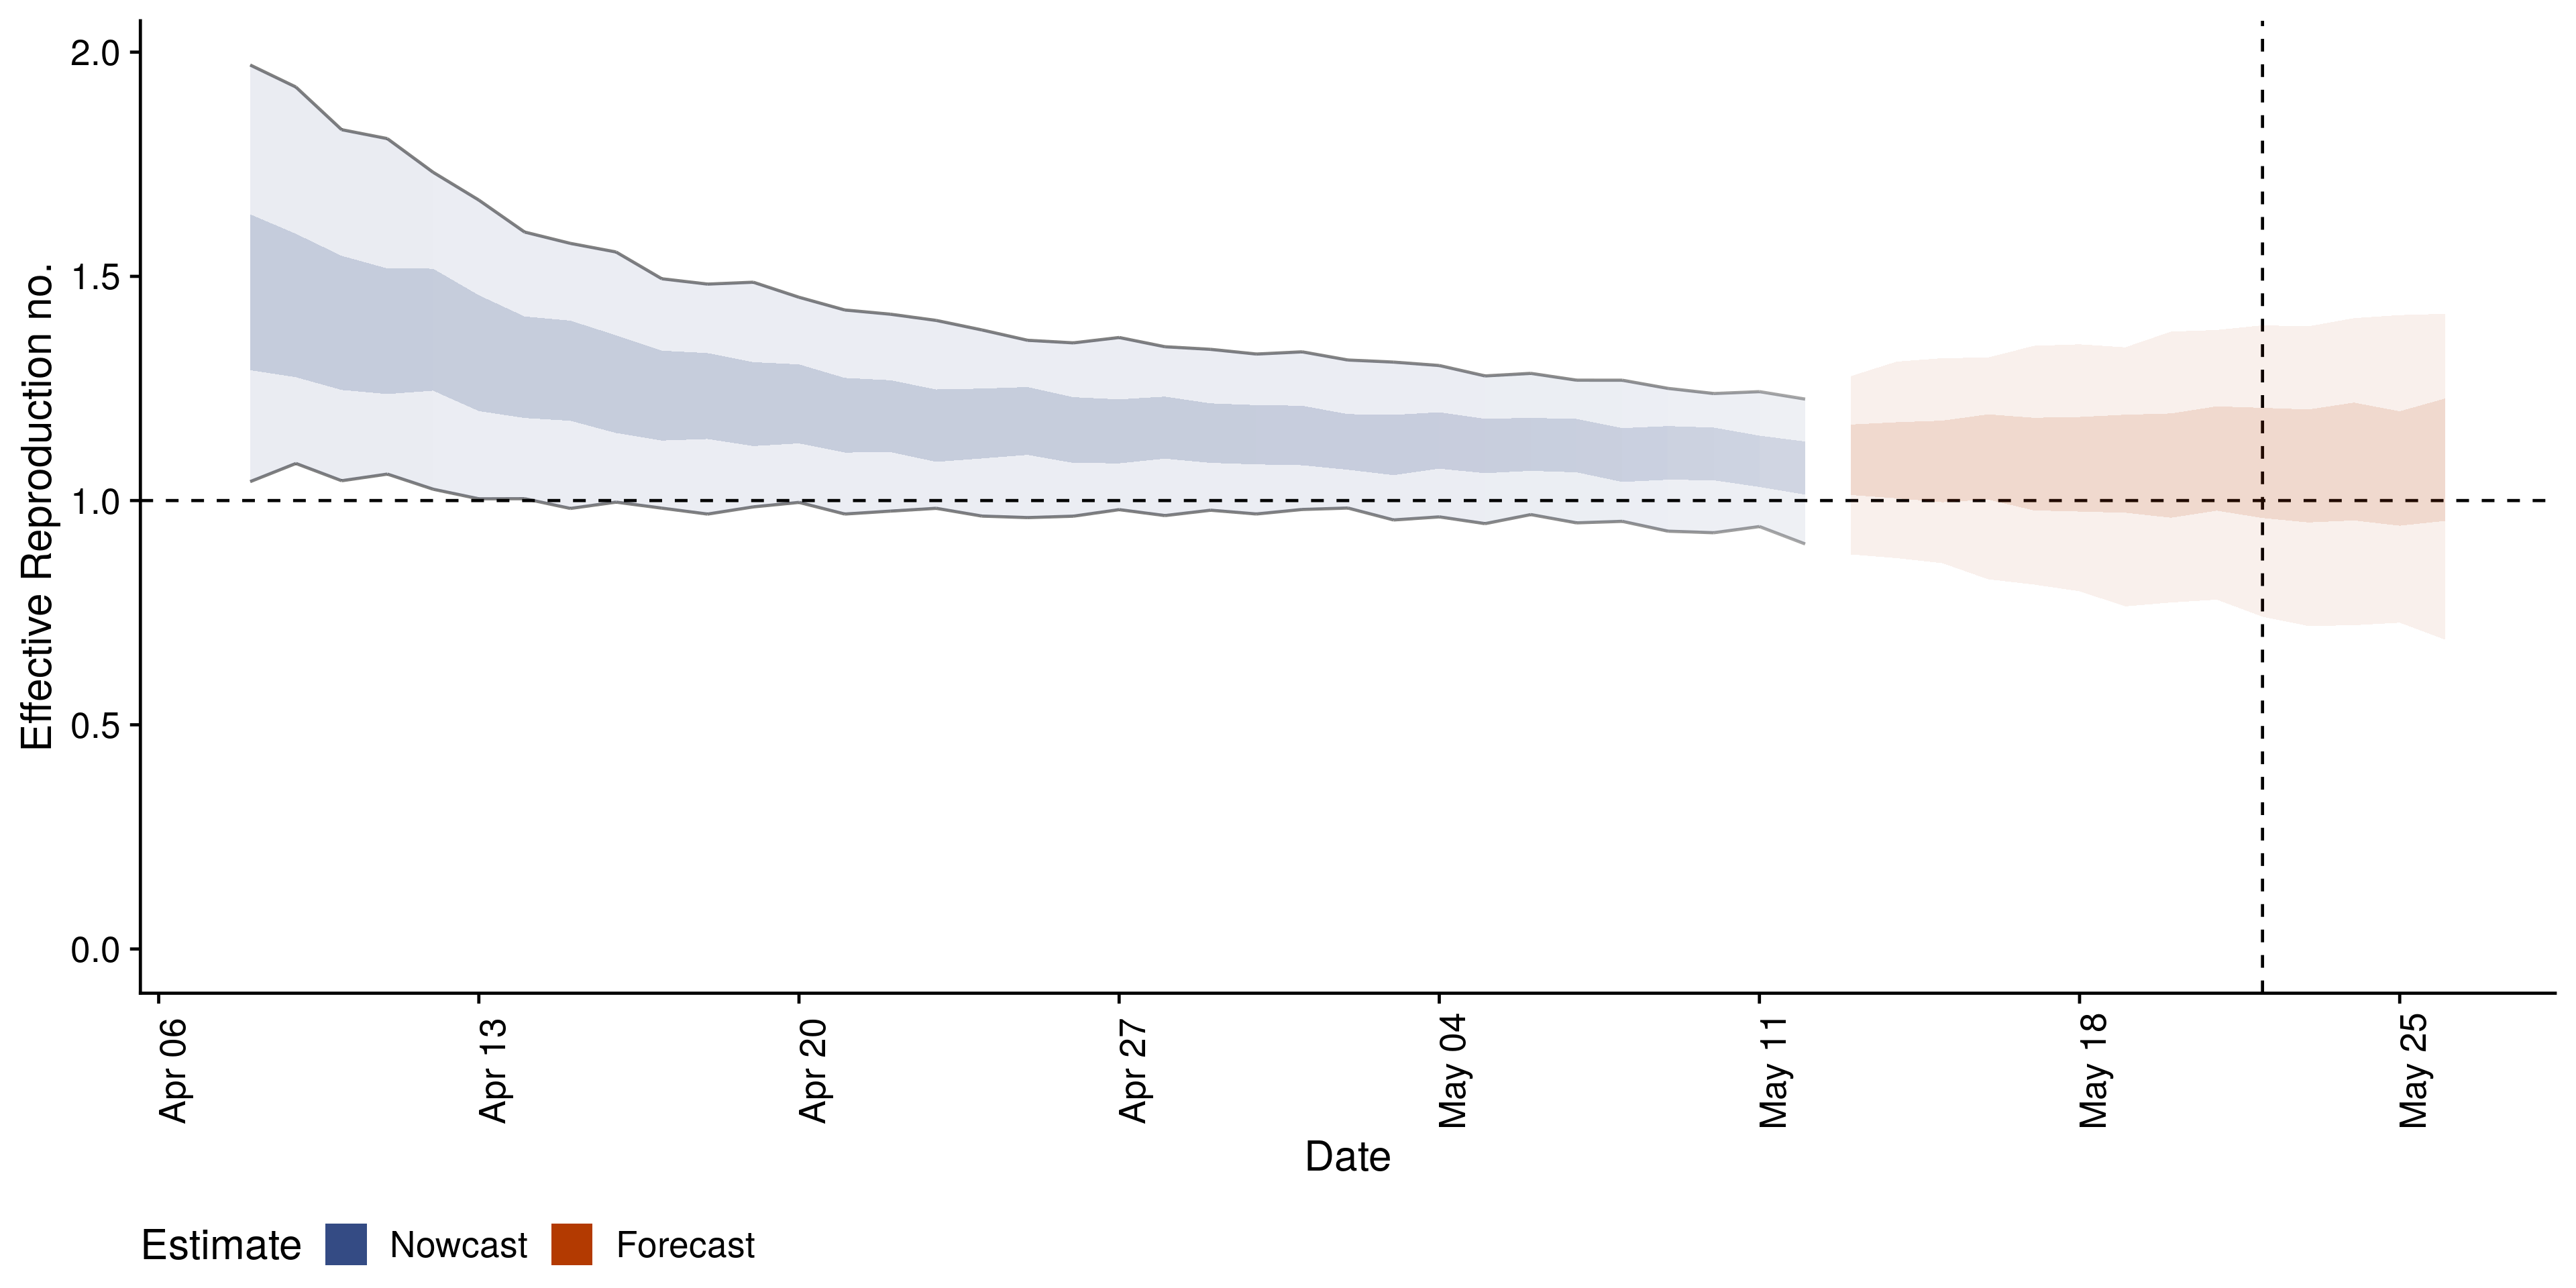 Effective Reproduction no.
2.0
1.5
1.0
0.5
0.0
Apr 06
Apr 13
Apr 20
Apr 27
May 04
May 11
May 18
May 25
Date
Estimate Nowcast Forecast